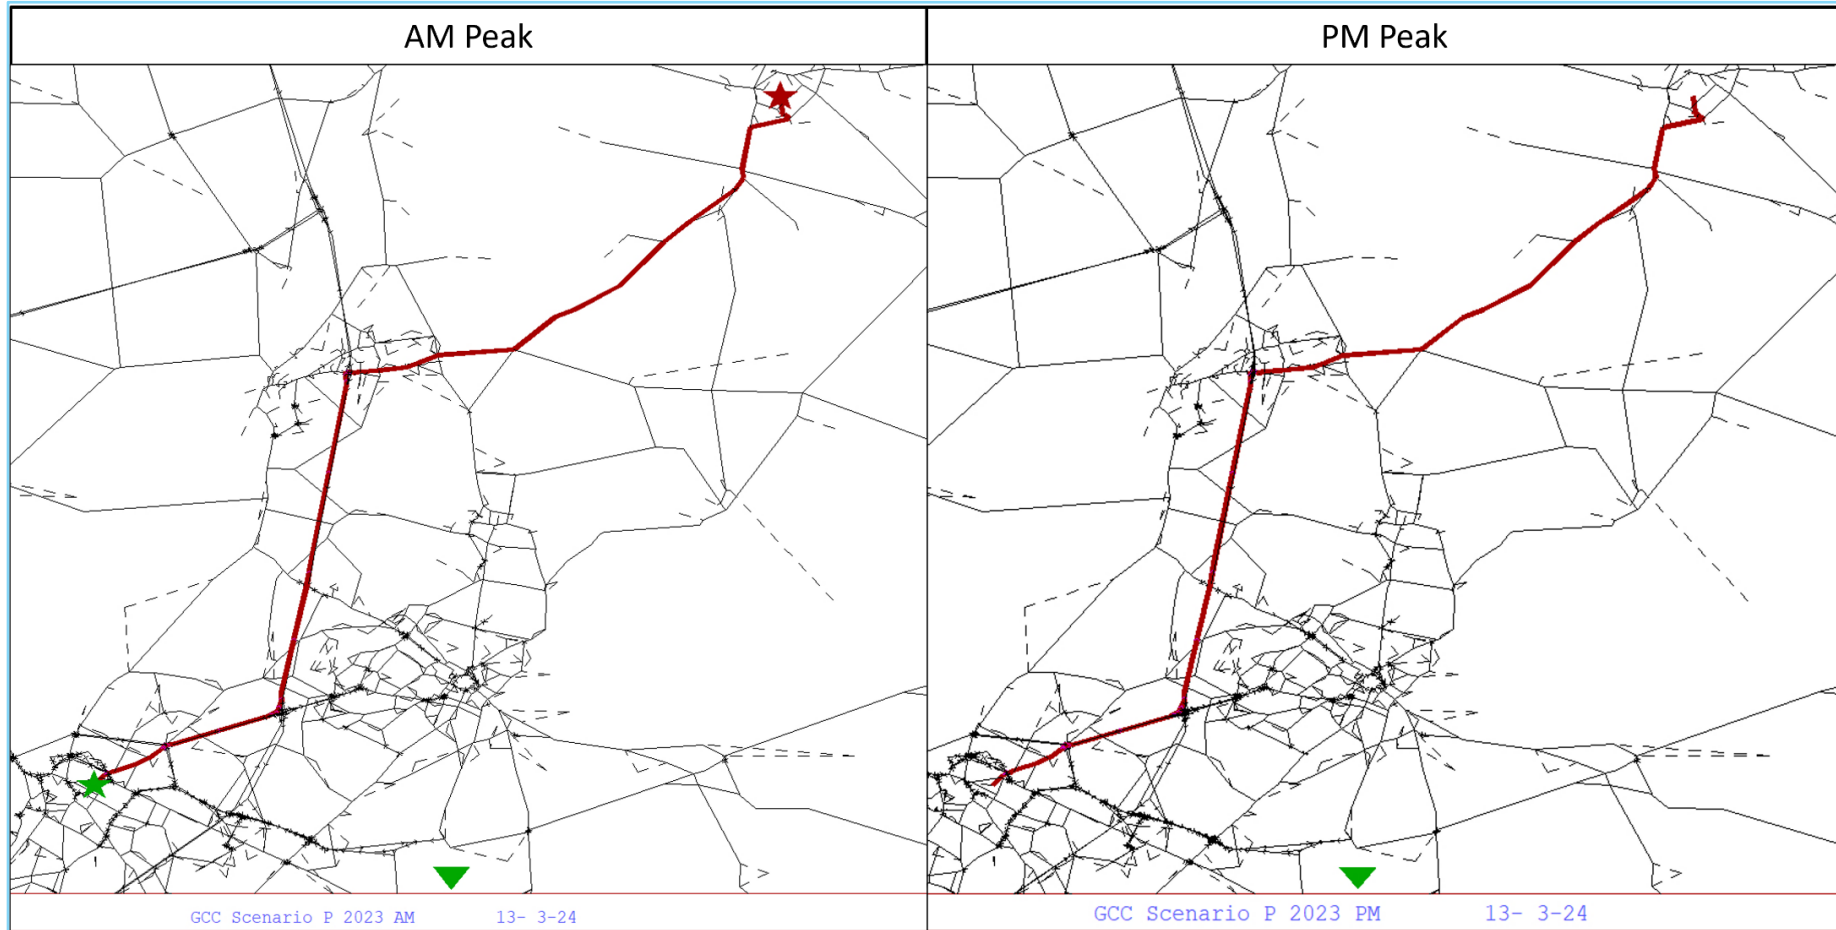 AM Peak
PM Peak
GCC Scenario P 2023 AM 13- 3-24
GCC Scenario P 2023 PM 13- 3-24